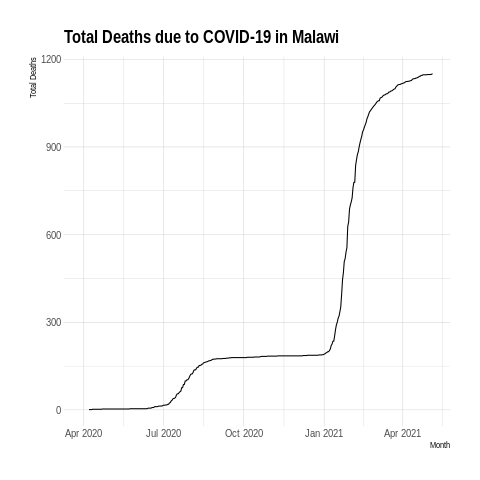 Total Deaths due to COVID-19 in Malawi
Total Deaths
1200
900
600
300
0
Apr 2020 Jul 2020 Oct 2020 Jan 2021 Apr 2021
Month